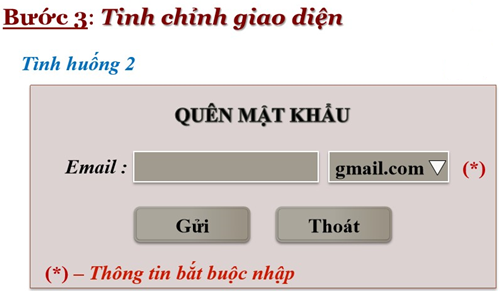 Bước 3: Tinh chỉnh giao diện
Tình huống 2
QUÊN MẬT KHẨU
Email : gmail.com (*)
Gửi Thoát
(*) – Thông tin bắt buộc nhập